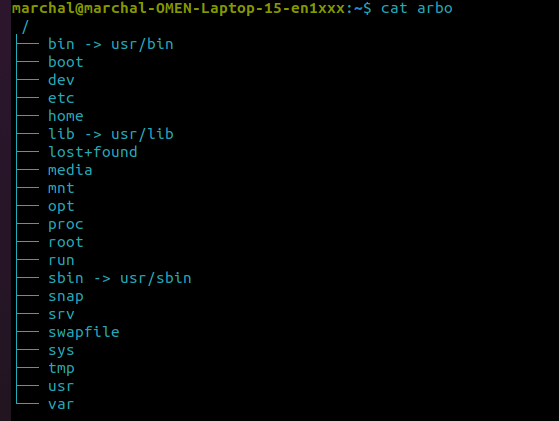 marchal@marchal-OMEN-Laptop-15-en1xxx:~$ cat arbo
/
├── bin -> usr/bin
├── boot
├── dev
├── etc
├── home
├── lib -> usr/lib
├── lost+found
├── media
├── mnt
├── opt
├── proc
├── root
├── run
├── sbin -> usr/sbin
├── snap
├── srv
├── swapfile
├── sys
├── tmp
├── usr
└── var